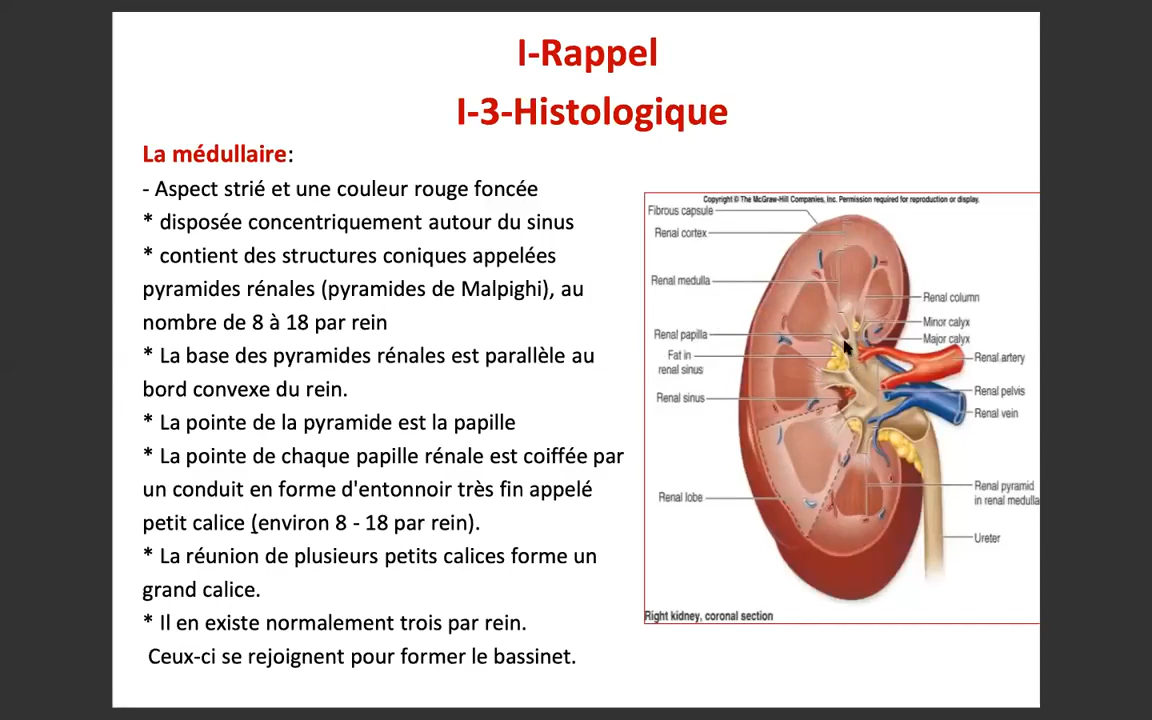 I-Rappel
I-3-Histologique
La médullaire:
- Aspect strié et une couleur rouge foncée
* disposée concentriquement autour du sinus
* contient des structures coniques appelées
pyramides rénales (pyramides de Malpighi), au
nombre de 8 à 18 par rein
* La base des pyramides rénales est parallèle au
bord convexe du rein.
* La pointe de la pyramide est la papille
* La pointe de chaque papille rénale est coiffée par
un conduit en forme d'entonnoir très fin appelé
petit calice (environ 8 - 18 par rein).
* La réunion de plusieurs petits calices forme un
grand calice.
* Il en existe normalement trois par rein.
Ceux-ci se rejoignent pour former le bassinet.
Copyright © The McGraw-Hill Companies, Inc. Permission required for reproduction or display.
Fibrous capsule
Renal cortex
Renal medulla
Renal column
Minor calyx
Renal papilla
Major calyx
Fat in
renal sinus
Renal artery
Renal pelvis
Renal sinus
Renal vein
Renal pyramid
in renal medulla
Renal lobe
Ureter
Right kidney, coronal section